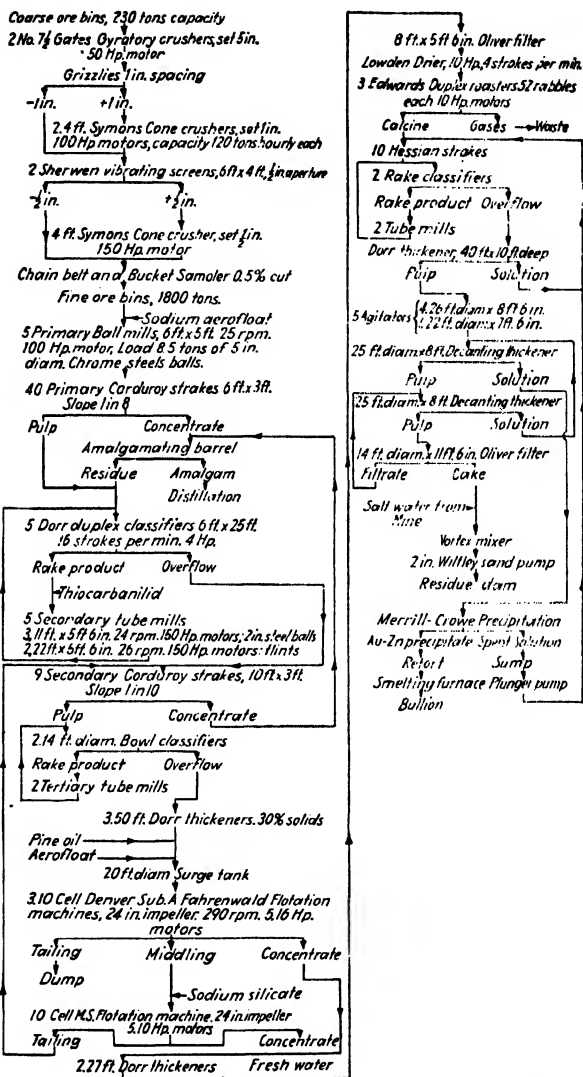 Coarse ore bins, 230 tons capacity
2 No. 7½ Gates Gyratory crushers, set 5in.
50 Hp. motor
Grizzlies 1in. spacing
-1in. +1in.
2.4 ft. Symons Cone crushers, set 1in.
100 Hp motors, capacity 120 tons hourly each
2 Sherwen vibrating screens, 6ft x 4ft, ½in aperture
-½in. +½in.
4 ft. Symons Cone crusher, set ½in.
150 Hp. motor
Chain belt and Bucket Sampler 0.5% cut
Fine ore bins, 1800 tons.
Sodium aerofloat
5 Primary Ball mills, 6ft x 5ft. 25 rpm.
100 Hp. motor, Load 8.5 tons of 5 in.
diam. Chrome steels balls.
40 Primary Corduroy strakes 6ft x 3ft.
Slope 1in 8
Pulp Concentrate
Amalgamating barrel
Residue Amalgam
Distillation
5 Dorr duplex classifiers 6ft x 25ft.
16 strokes per min. 4 Hp.
Rake product Overflow
Thiocarbanilid
5 Secondary tube mills
3, 11ft. x 5ft 6in. 24 rpm. 150 Hp. motors; 2in. steel balls
2, 22ft x 5ft. 6in. 26 rpm. 150 Hp. motors: flints
9 Secondary Corduroy strakes, 10ft x 3ft.
Slope 1in 10
Pulp Concentrate
2.14 ft. diam. Bowl classifiers
Rake product Overflow
2 Tertiary tube mills
3.50 ft. Dorr thickeners. 30% solids
Pine oil
Aerofloat
20 ft. diam Surge tank
3.10 Cell Denver Sub. A Fahrenwald Flotation
machines, 24 in. impeller. 290 rpm. 5,16 Hp.
motors
Tailing Middling Concentrate
Dump
Sodium silicate
10 Cell M.S. Flotation machine, 24 in. impeller
5.10 Hp. motors
Tailing Concentrate
2.27 ft. Dorr thickeners Fresh water
8 ft. x 5 ft 6 in. Oliver filter
Lowden Drier, 10 Hp, 4 strokes per min.
3 Edwards Duplex roasters 52 rabbles
each 10 Hp. motors
Calcine Gases Waste
10 Hessian strakes
2 Rake classifiers
Rake product Overflow
2 Tube mills
Dorr thickener, 40 ft x 10 ft deep
Pulp Solution
5 Agitators 4.26 ft diam x 8 ft 6 in.
1.22 ft. diam x 7 ft. 6 in.
25 ft. diam x 8 ft. Decanting thickener
Pulp Solution
25 ft. diam. x 8 ft. Decanting thickener
Pulp Solution
14 ft. diam. x 11 ft. 6 in. Oliver filter
Filtrate Cake
Salt water from
Mine
Vortex mixer
2 in. Wilfley sand pump
Residue dam
Merrill-Crowe Precipitation
Au-Zn precipitate Spent Solution
Retort Sump
Smelting furnace Plunger pump
Bullion